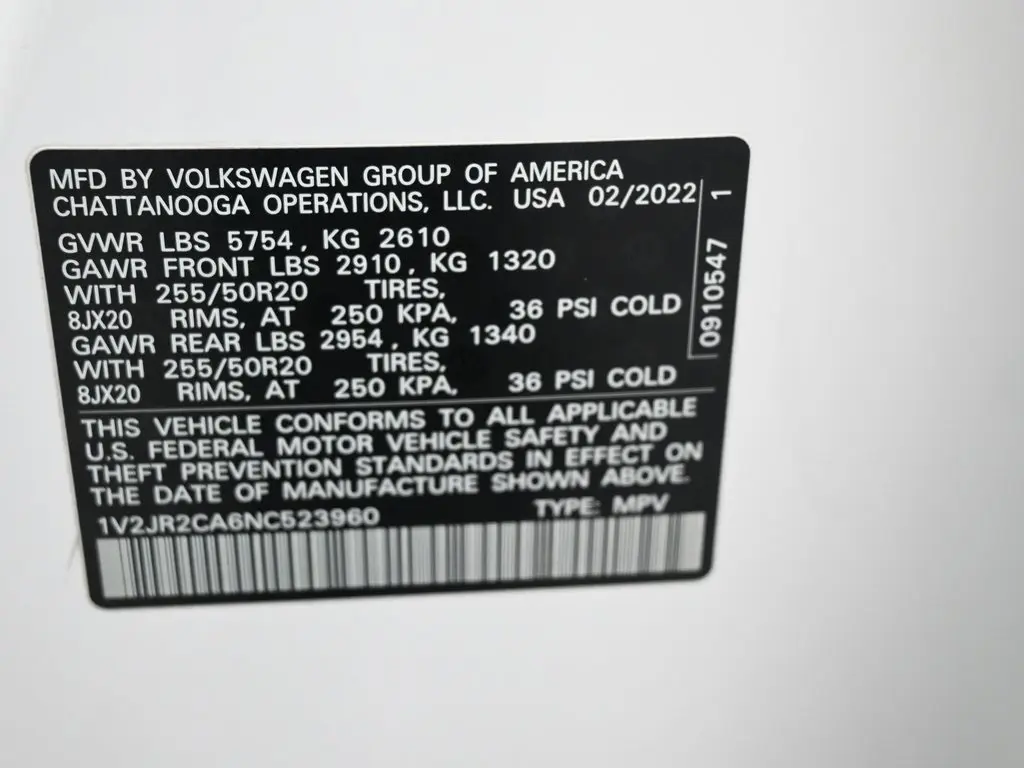 MFD BY VOLKSWAGEN GROUP OF AMERICA
CHATTANOOGA OPERATIONS, LLC. USA 02/2022
GVWR LBS 5754, KG 2610
GAWR FRONT LBS 2910, KG 1320
WITH 255/50R20 TIRES,
8JX20 RIMS, AT 250 KPA, 36 PSI COLD
GAWR REAR LBS 2954, KG 1340
WITH 255/50R20 TIRES,
8JX20 RIMS, AT 250 KPA, 36 PSI COLD
THIS VEHICLE CONFORMS TO ALL APPLICABLE
U.S. FEDERAL MOTOR VEHICLE SAFETY AND
THEFT PREVENTION STANDARDS IN EFFECT ON
THE DATE OF MANUFACTURE SHOWN ABOVE.
1V2JR2CA6NC523960 TYPE: MPV
0910547 1